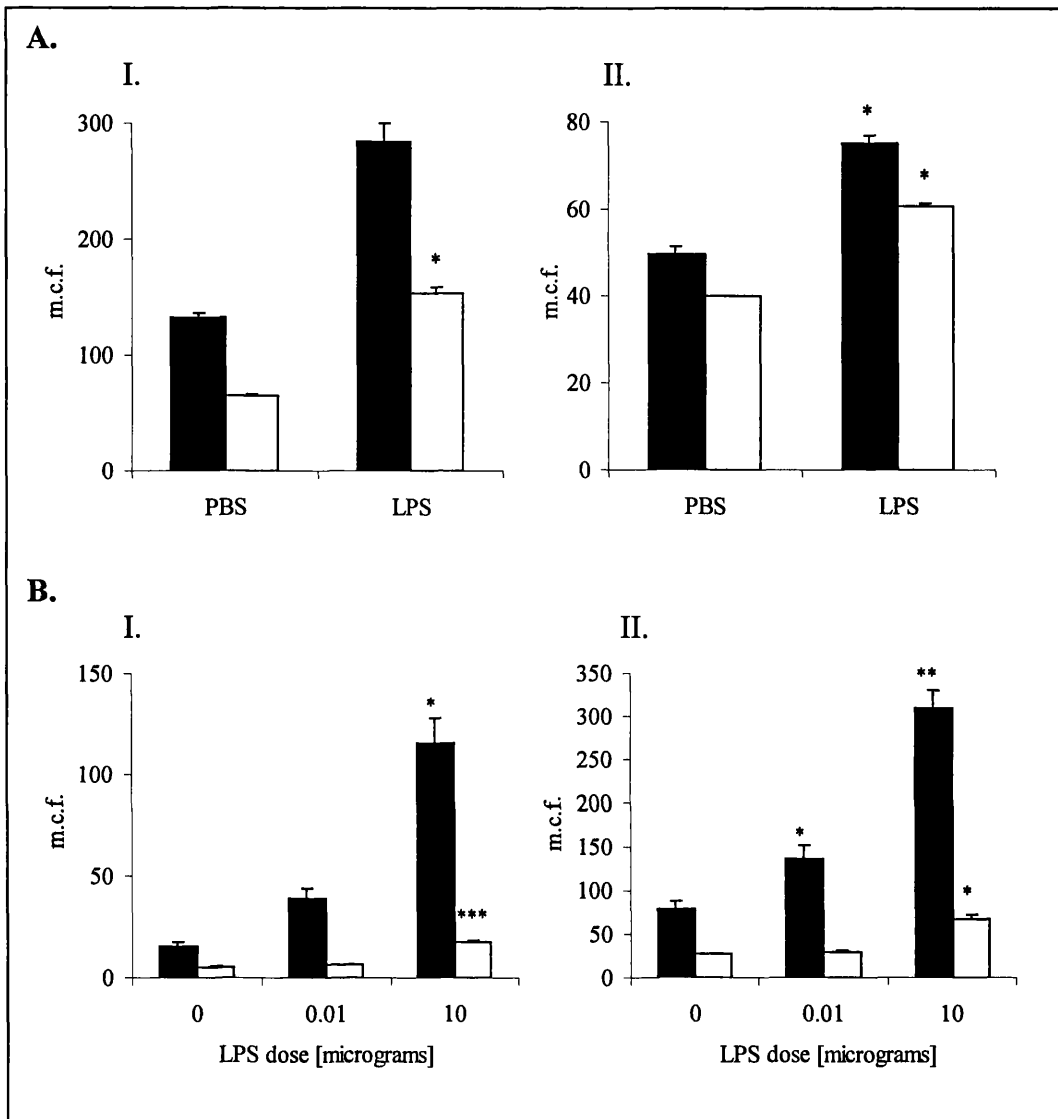 A.
I.
II.
300
200
100
0
m.c.f.
*
PBS
LPS
80
60
40
20
0
m.c.f.
*
*
PBS
LPS
B.
I.
II.
150
100
50
0
m.c.f.
*
***
0
0.01
10
LPS dose [micrograms]
350
300
250
200
150
100
50
0
m.c.f.
*
**
*
0
0.01
10
LPS dose [micrograms]